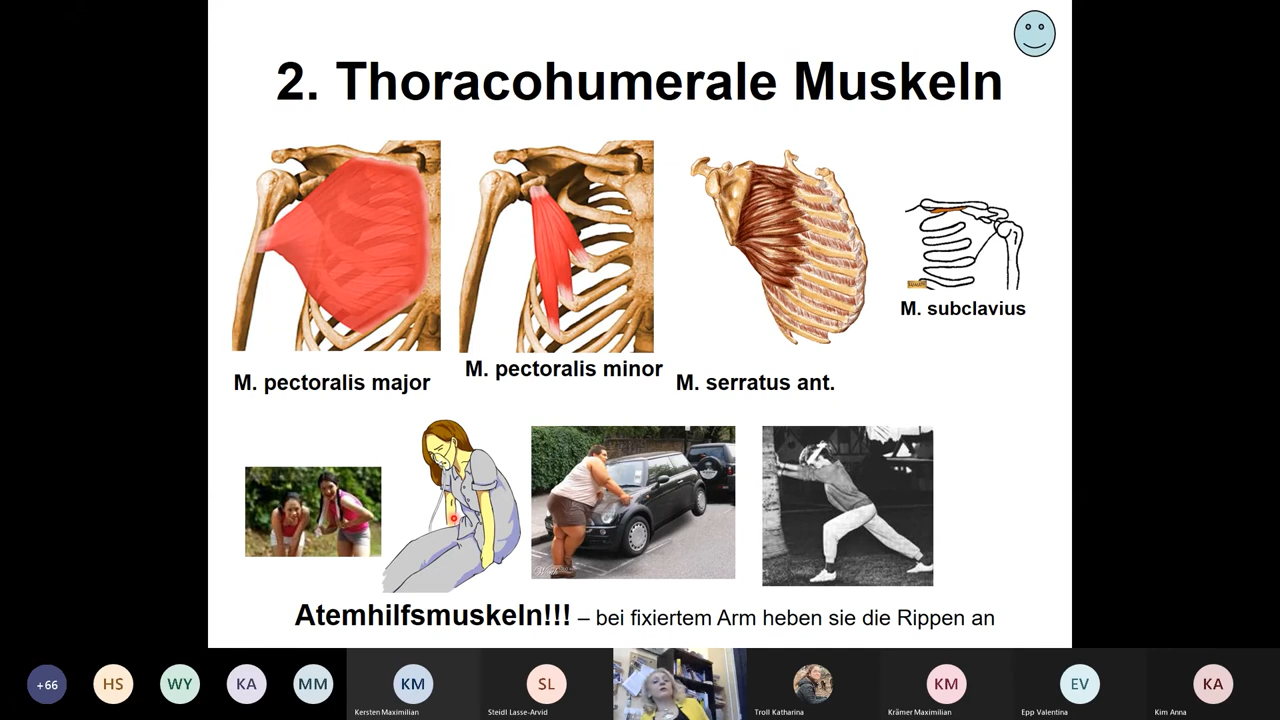 2. Thoracohumerale Muskeln
M. subclavius
M. pectoralis major
M. pectoralis minor
M. serratus ant.
Atemhilfsmuskeln!!! – bei fixiertem Arm heben sie die Rippen an
+66
HS
WY
KA
MM
KM
Kersten Maximilian
SL
Steidl Lasse-Arvid
Troll Katharina
KM
Krämer Maximilian
EV
Epp Valentina
KA
Kim Anna